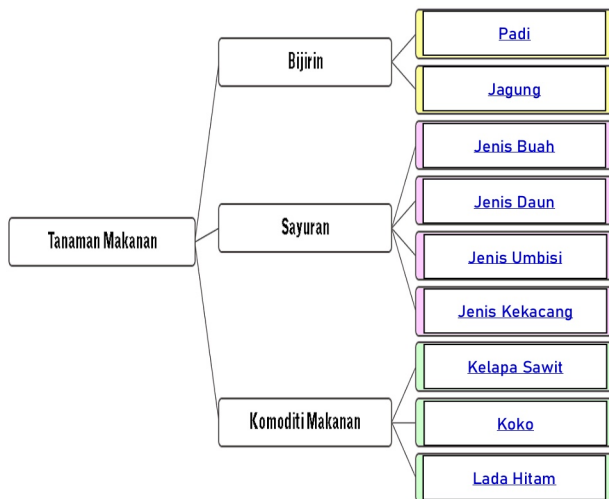 Tanaman Makanan
Bijirin
Padi
Jagung
Sayuran
Jenis Buah
Jenis Daun
Jenis Umbisi
Jenis Kekacang
Komoditi Makanan
Kelapa Sawit
Koko
Lada Hitam